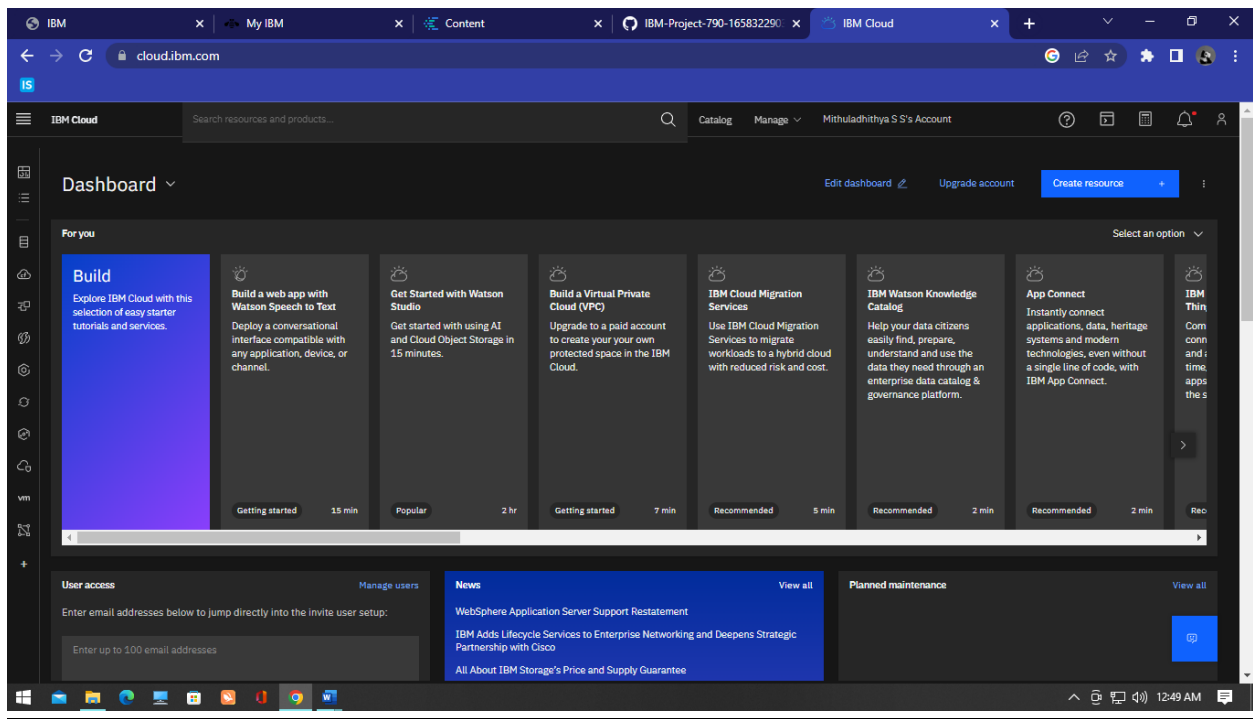 IBM
My IBM
Content
IBM-Project-790-165832290
IBM Cloud
cloud.ibm.com
IS
IBM Cloud
Search resources and products...
Catalog
Manage
Mithuladhithya S S's Account
Dashboard
Edit dashboard
Upgrade account
Create resource +
For you
Select an option
Build
Explore IBM Cloud with this
selection of easy starter
tutorials and services.
Build a web app with
Watson Speech to Text
Deploy a conversational
interface compatible with
any application, device, or
channel.
Getting started 15 min
Get Started with Watson
Studio
Get started with using AI
and Cloud Object Storage in
15 minutes.
Popular 2 hr
Build a Virtual Private
Cloud (VPC)
Upgrade to a paid account
to create your your own
protected space in the IBM
Cloud.
Getting started 7 min
IBM Cloud Migration
Services
Use IBM Cloud Migration
Services to migrate
workloads to a hybrid cloud
with reduced risk and cost.
Recommended 5 min
IBM Watson Knowledge
Catalog
Help your data citizens
easily find, prepare,
understand and use the
data they need through an
enterprise data catalog &
governance platform.
Recommended 2 min
App Connect
Instantly connect
applications, data, heritage
systems and modern
technologies, even without
a single line of code, with
IBM App Connect.
Recommended 2 min
IBM
Thin
Com
conn
and
time,
apps
the s
Reco
vm
User access
Manage users
Enter email addresses below to jump directly into the invite user setup:
Enter up to 100 email addresses
News
View all
WebSphere Application Server Support Restatement
IBM Adds Lifecycle Services to Enterprise Networking and Deepens Strategic
Partnership with Cisco
All About IBM Storage's Price and Supply Guarantee
Planned maintenance
View all
12:49 AM